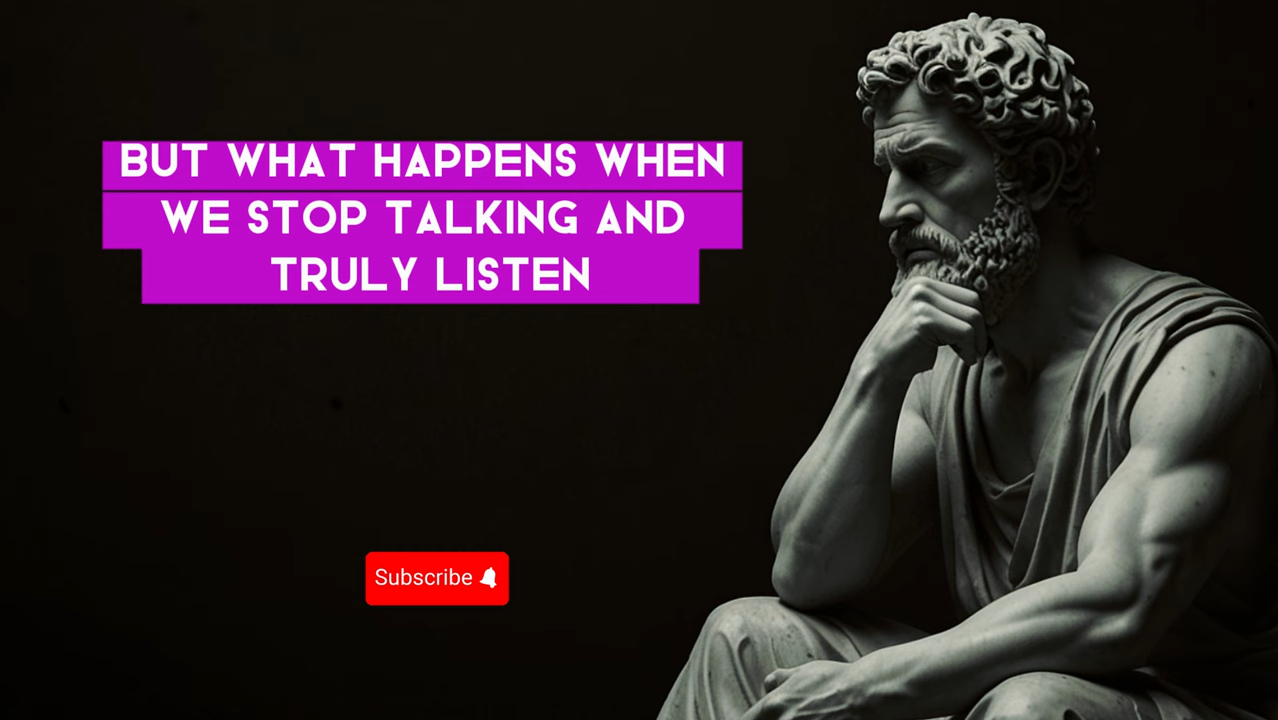 BUT WHAT HAPPENS WHEN
WE STOP TALKING AND
TRULY LISTEN
Subscribe